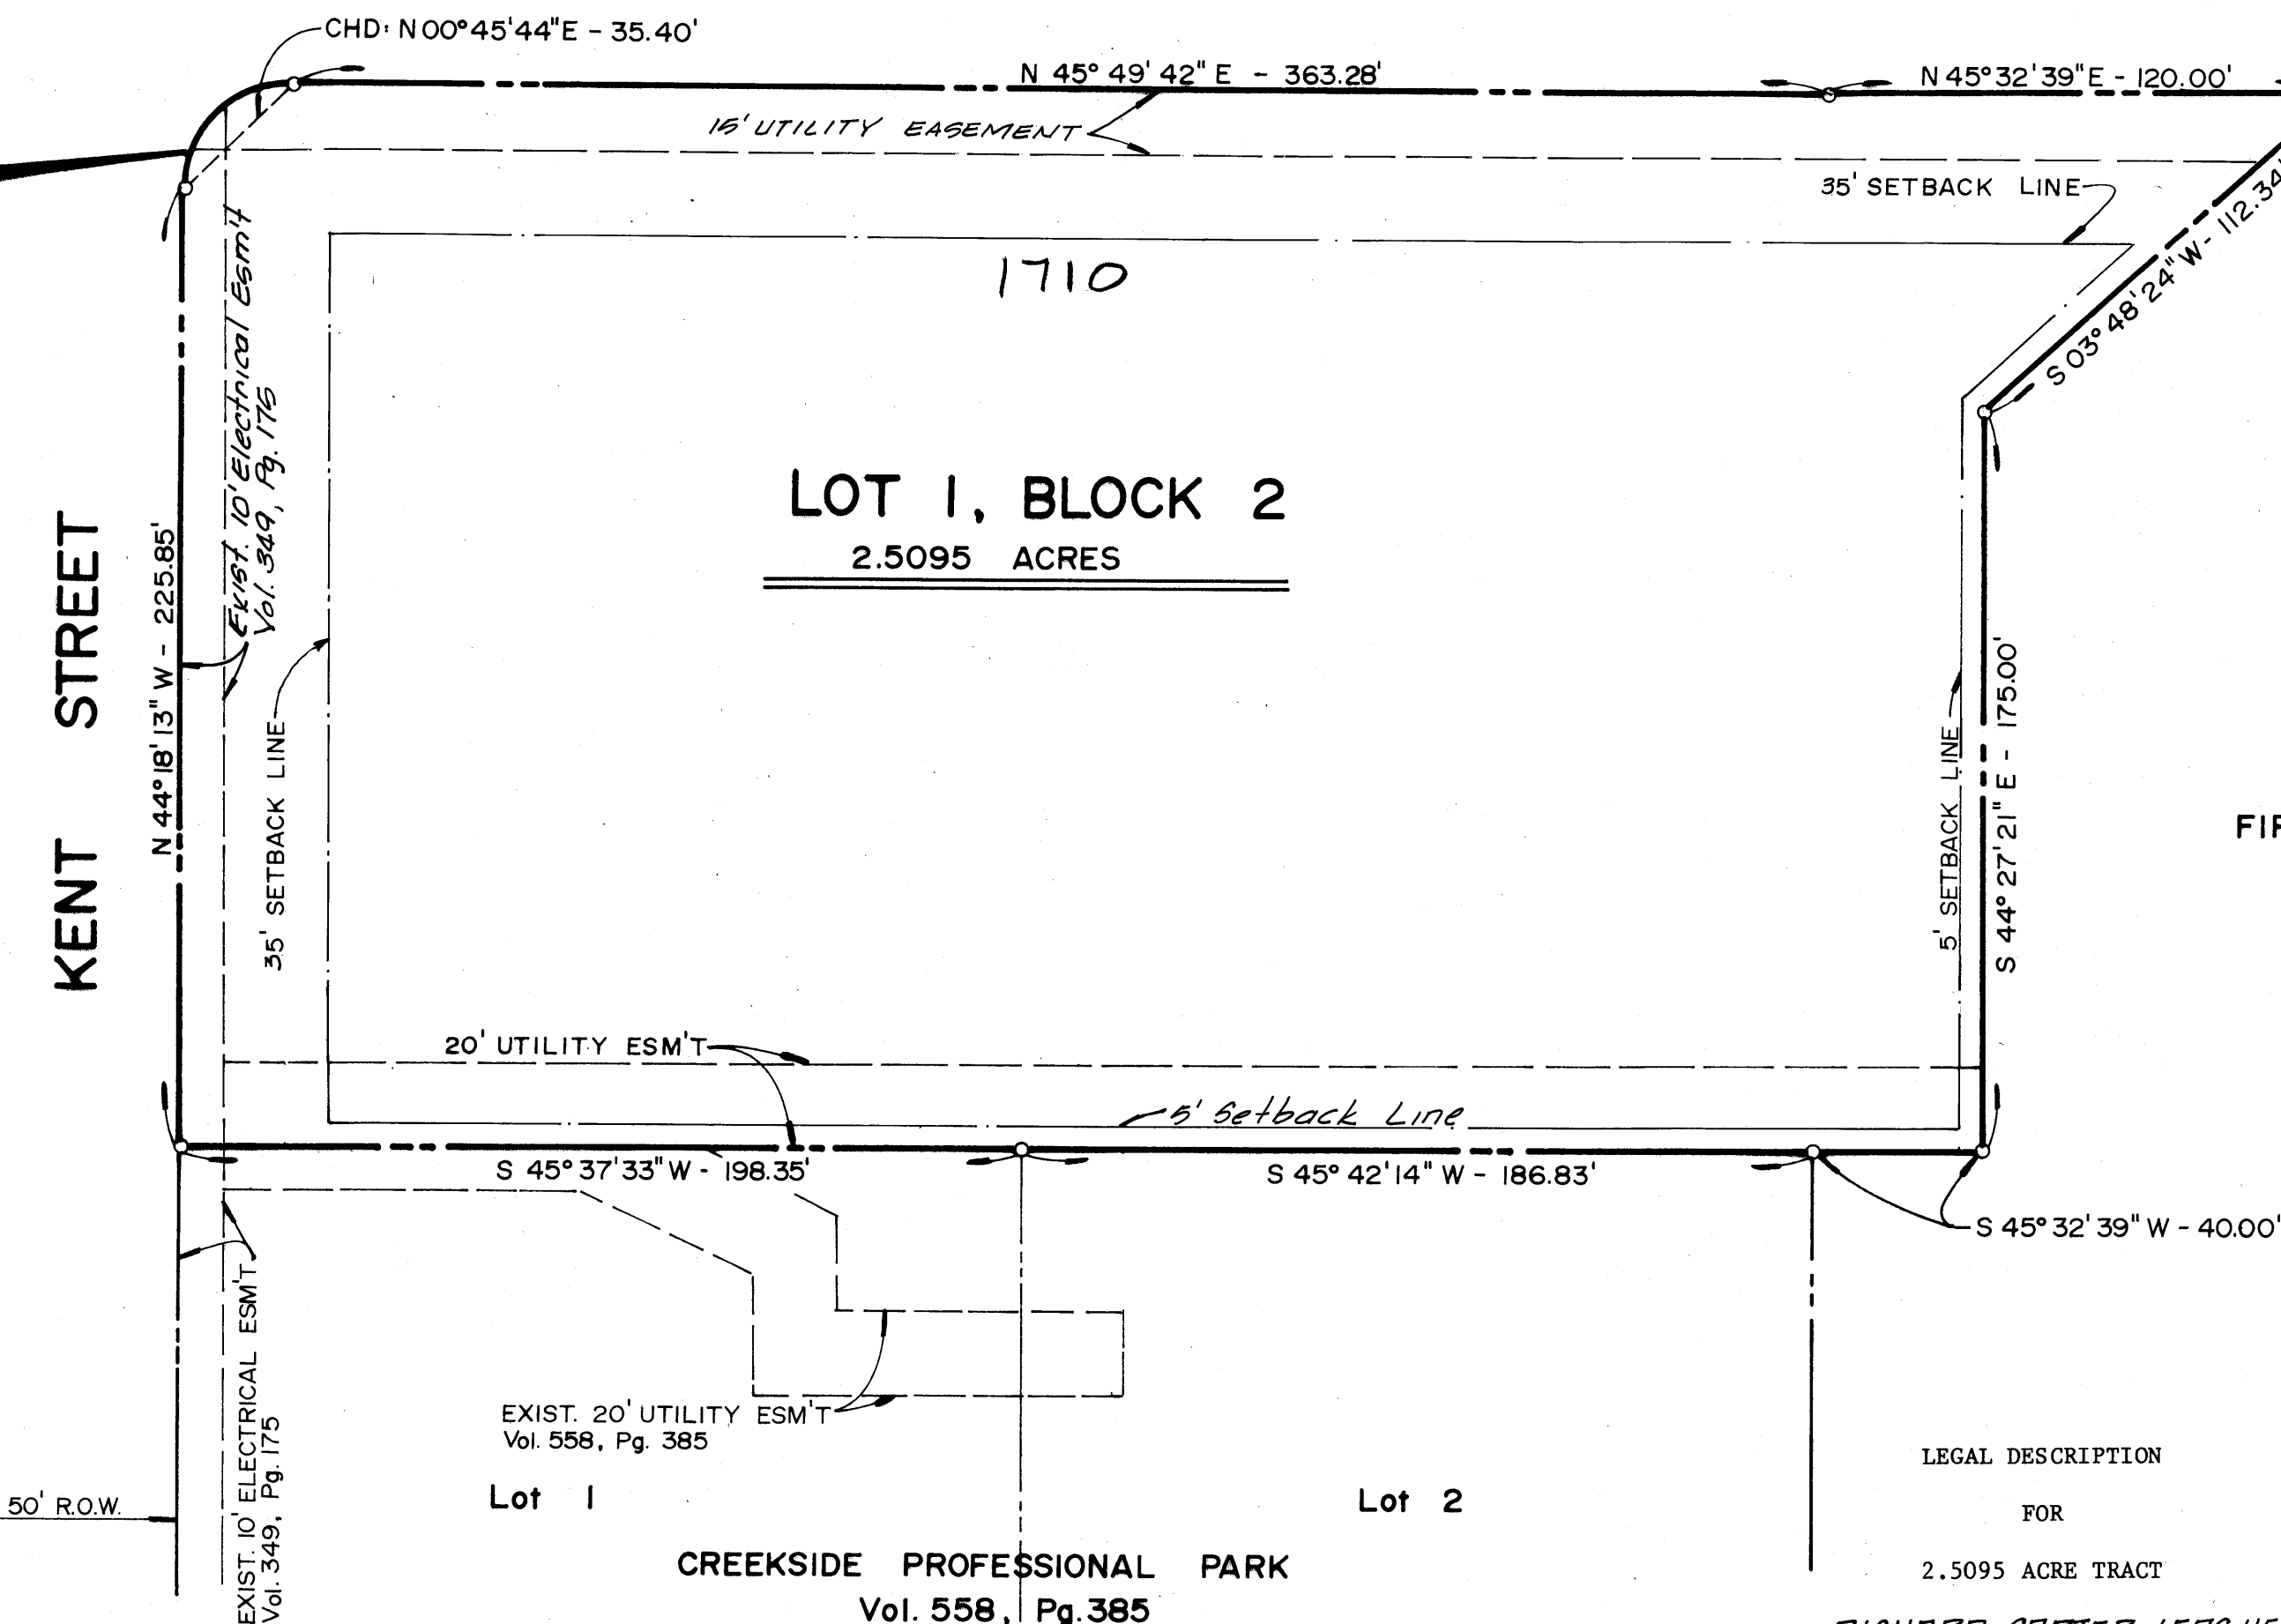 CHD: N 00° 45' 44" E - 35.40'
N 45° 49' 42" E - 363.28'
N 45° 32' 39" E - 120.00'
15' UTILITY EASEMENT
35' SETBACK LINE
S 03° 48' 24" W - 112.34'
1710
Exist. 10' Electrical Esm't
Vol. 349, Pg. 175
LOT 1, BLOCK 2
2.5095 ACRES
KENT STREET
N 44° 18' 13" W - 225.85'
35' SETBACK LINE
5' SETBACK LINE
S 44° 27' 21" E - 175.00'
20' UTILITY ESM'T
5' Setback Line
S 45° 37' 33" W - 198.35'
S 45° 42' 14" W - 186.83'
S 45° 32' 39" W - 40.00'
EXIST. 10' ELECTRICAL ESM'T
Vol. 349, Pg. 175
EXIST. 20' UTILITY ESM'T
Vol. 558, Pg. 385
50' R.O.W.
Lot 1
Lot 2
CREEKSIDE PROFESSIONAL PARK
Vol. 558, Pg. 385
LEGAL DESCRIPTION
FOR
2.5095 ACRE TRACT